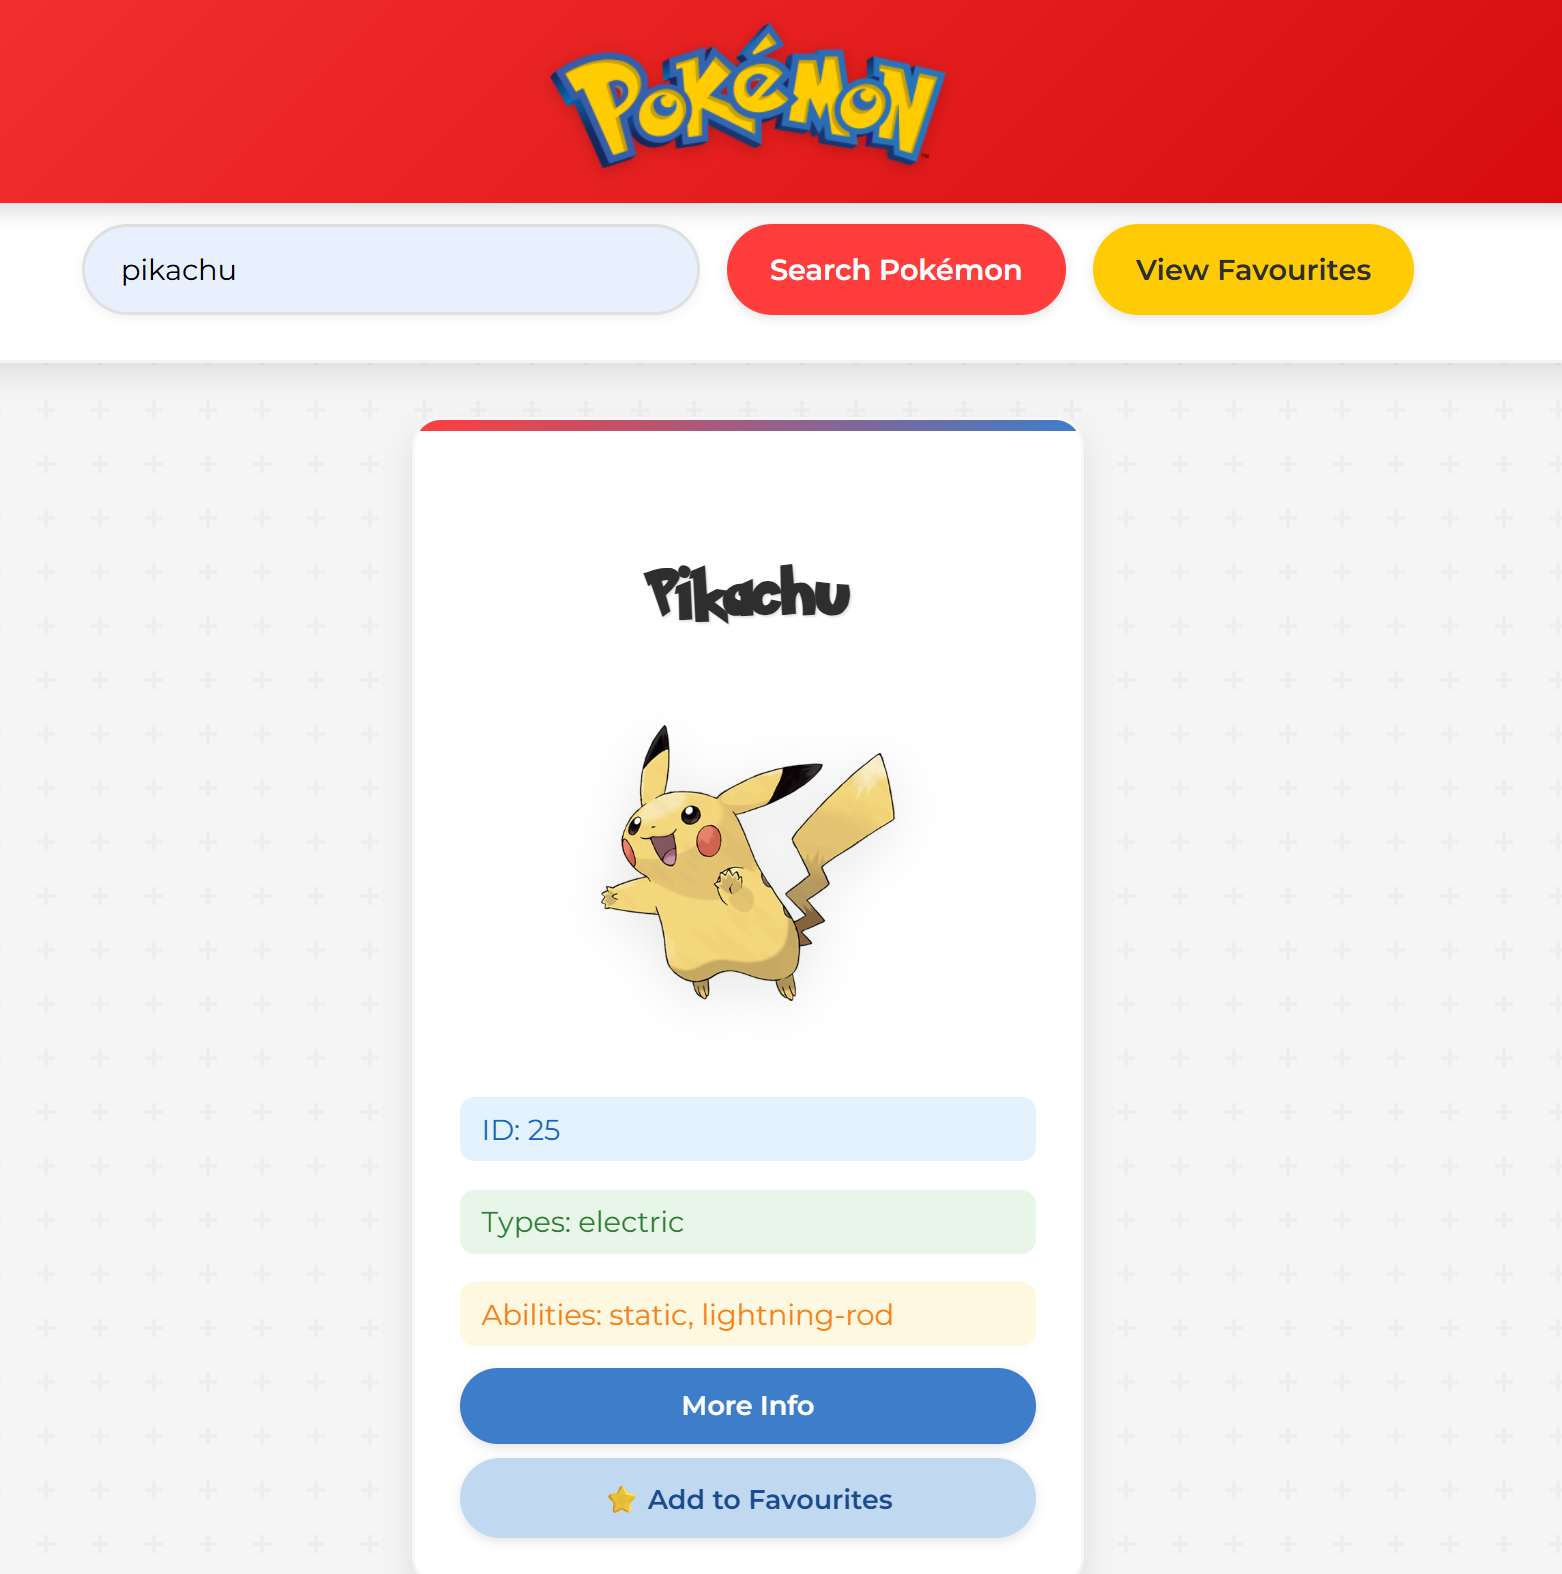 Pokémon
pikachu
Search Pokémon
View Favourites
Pikachu
ID: 25
Types: electric
Abilities: static, lightning-rod
More Info
⭐ Add to Favourites